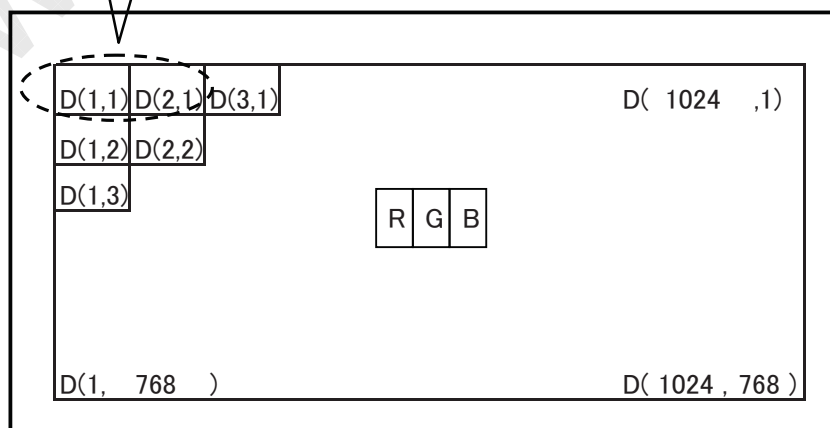 D(1,1) D(2,1) D(3,1) D( 1024 ,1)
D(1,2) D(2,2)
D(1,3)
R G B
D(1, 768 ) D( 1024 , 768 )